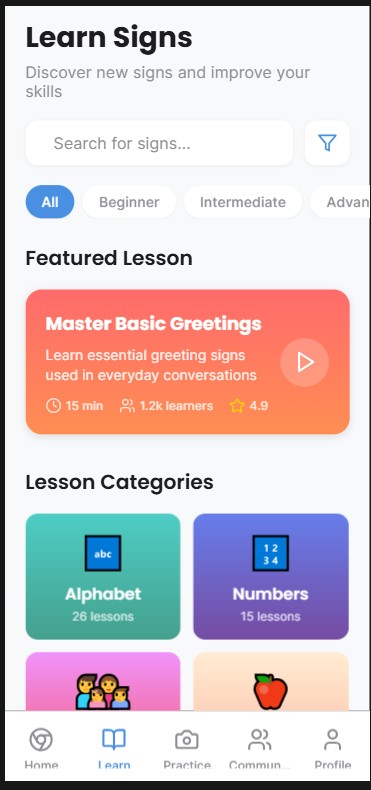 Learn Signs
Discover new signs and improve your
skills
Search for signs...
All Beginner Intermediate Advan
Featured Lesson
Master Basic Greetings
Learn essential greeting signs
used in everyday conversations
15 min 1.2k learners 4.9
Lesson Categories
abc
1 2
3 4
Alphabet Numbers
26 lessons 15 lessons
Home Learn Practice Commun... Profile